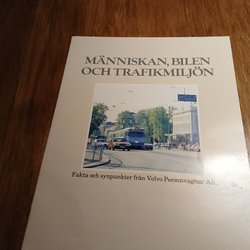 MÄNNISKAN, BILEN
OCH TRAFIKMILJÖN
Fakta och synpunkter från Volvo Personvagnar AB